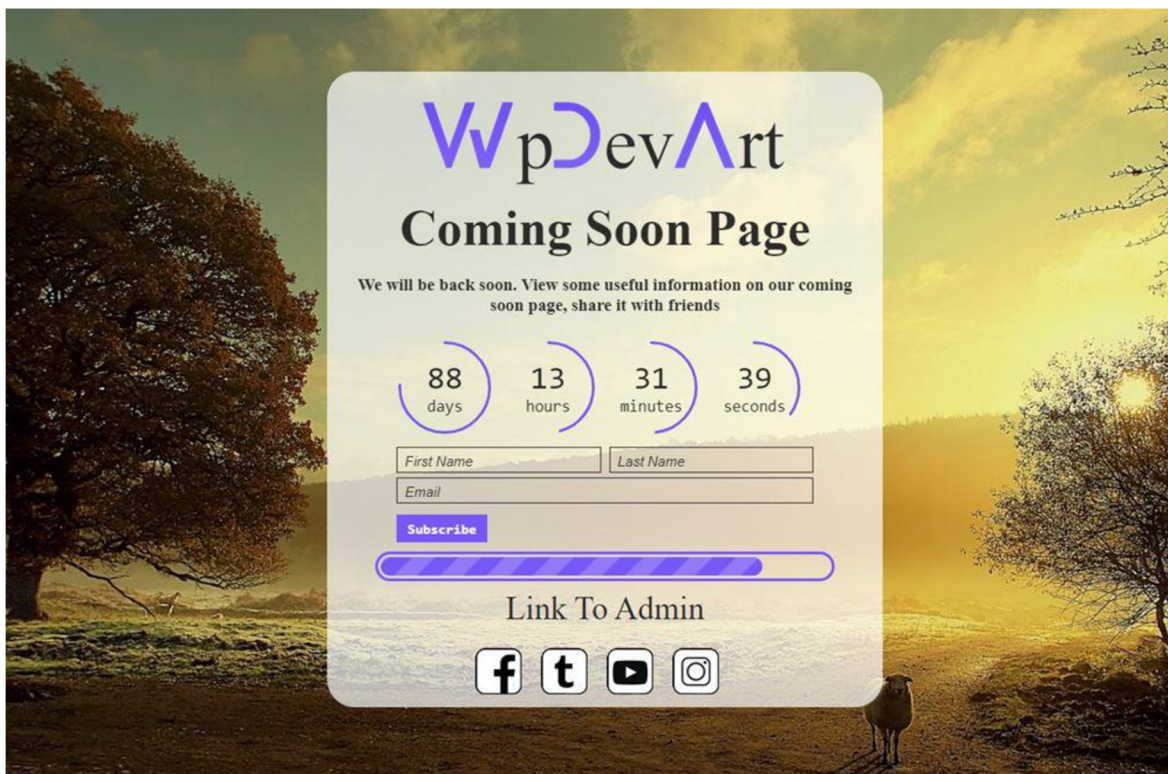 WpDevArt
Coming Soon Page
We will be back soon. View some useful information on our coming
soon page, share it with friends
88 13 31 39
days hours minutes seconds
First Name Last Name
Email
Subscribe
Link To Admin